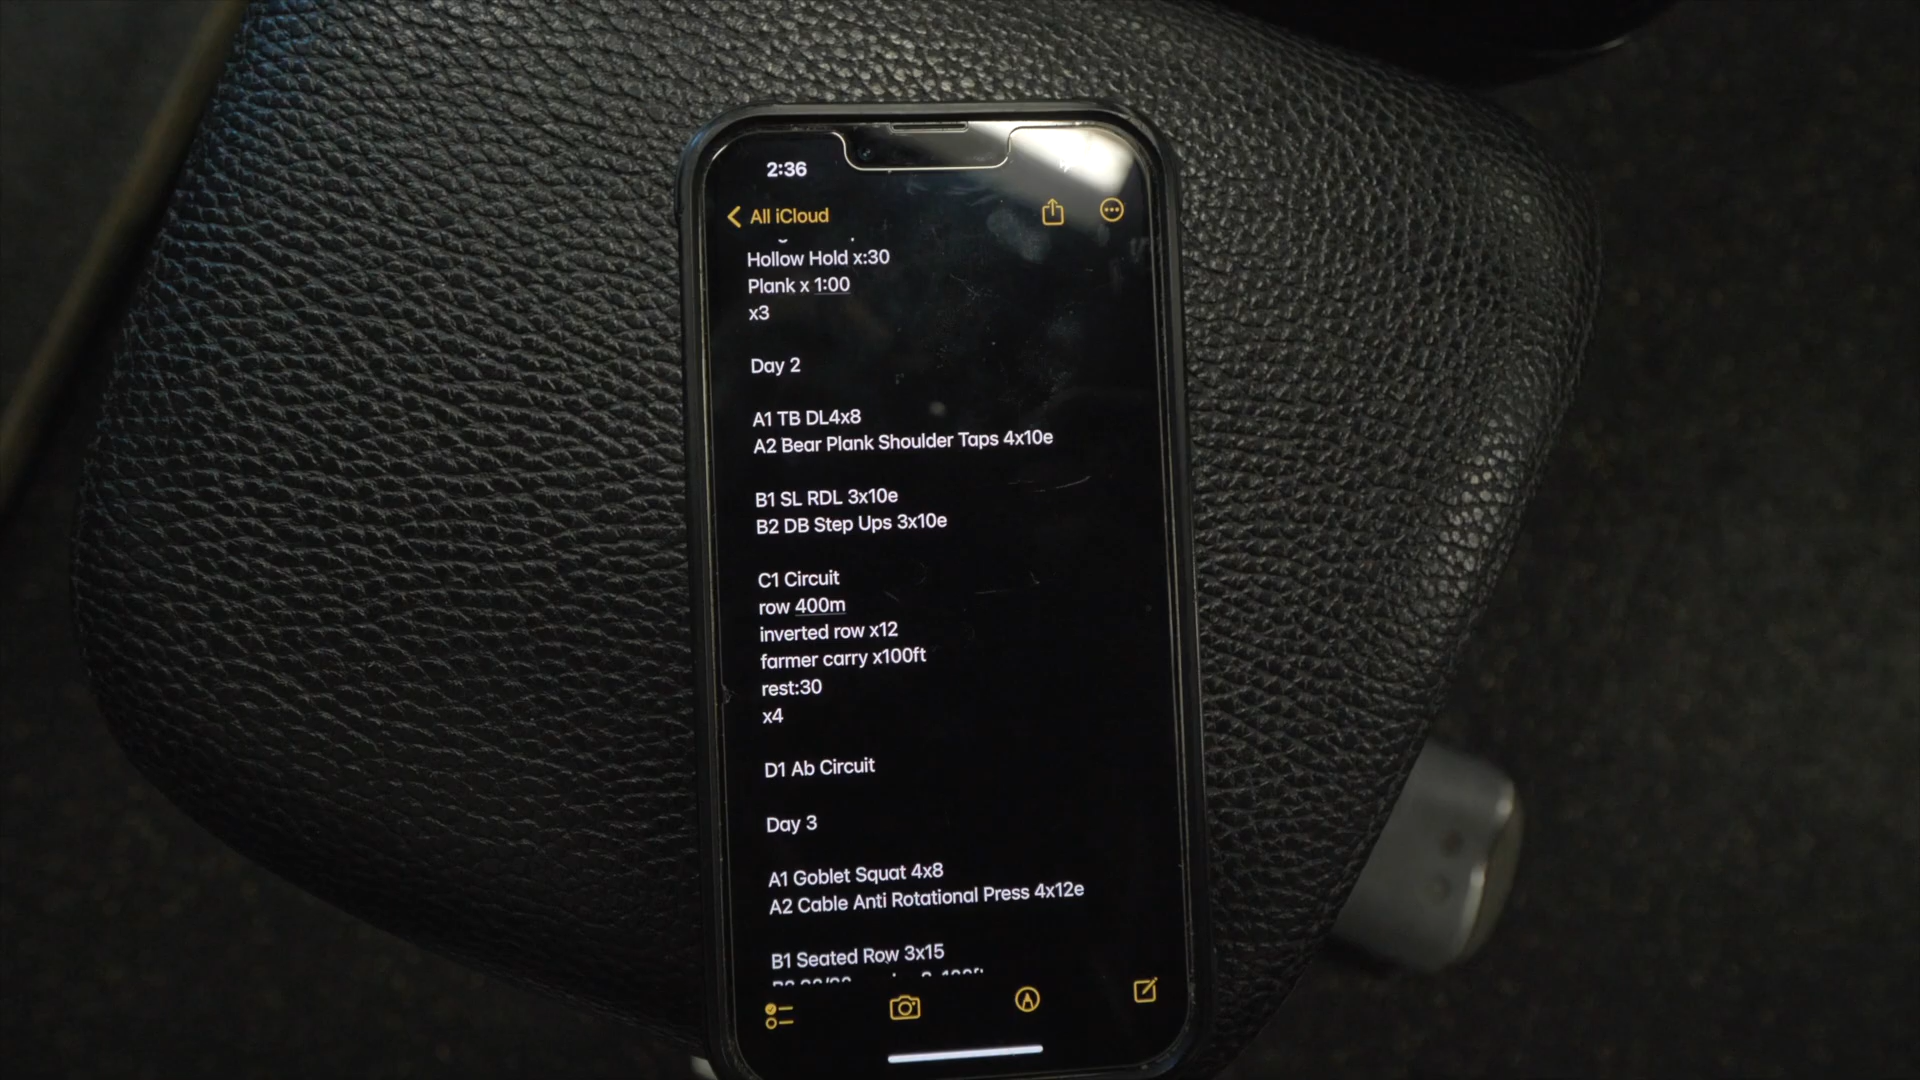 2:36
All iCloud
Hollow Hold x:30
Plank x 1:00
x3
Day 2
A1 TB DL4x8
A2 Bear Plank Shoulder Taps 4x10e
B1 SL RDL 3x10e
B2 DB Step Ups 3x10e
C1 Circuit
row 400m
inverted row x12
farmer carry x100ft
rest:30
x4
D1 Ab Circuit
Day 3
A1 Goblet Squat 4x8
A2 Cable Anti Rotational Press 4x12e
B1 Seated Row 3x15